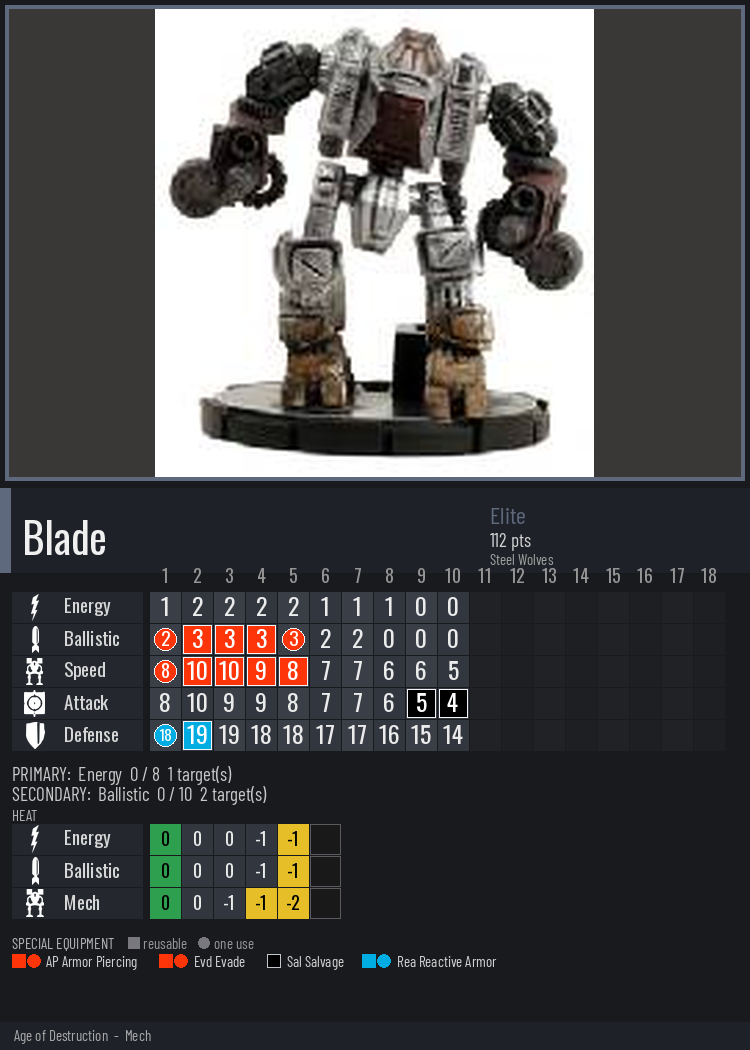 Blade
Elite
112 pts
Steel Wolves
1 2 3 4 5 6 7 8 9 10 11 12 13 14 15 16 17 18
Energy 1 2 2 2 2 1 1 1 0 0
Ballistic 2 3 3 3 3 2 2 0 0 0
Speed 8 10 10 9 8 7 7 6 6 5
Attack 8 10 9 9 8 7 7 6 5 4
Defense 18 19 19 18 18 17 17 16 15 14
PRIMARY: Energy 0 / 8 1 target(s)
SECONDARY: Ballistic 0 / 10 2 target(s)
HEAT
Energy 0 0 0 -1 -1
Ballistic 0 0 0 -1 -1
Mech 0 0 -1 -1 -2
SPECIAL EQUIPMENT reusable one use
AP Armor Piercing Evd Evade Sal Salvage Rea Reactive Armor
Age of Destruction - Mech